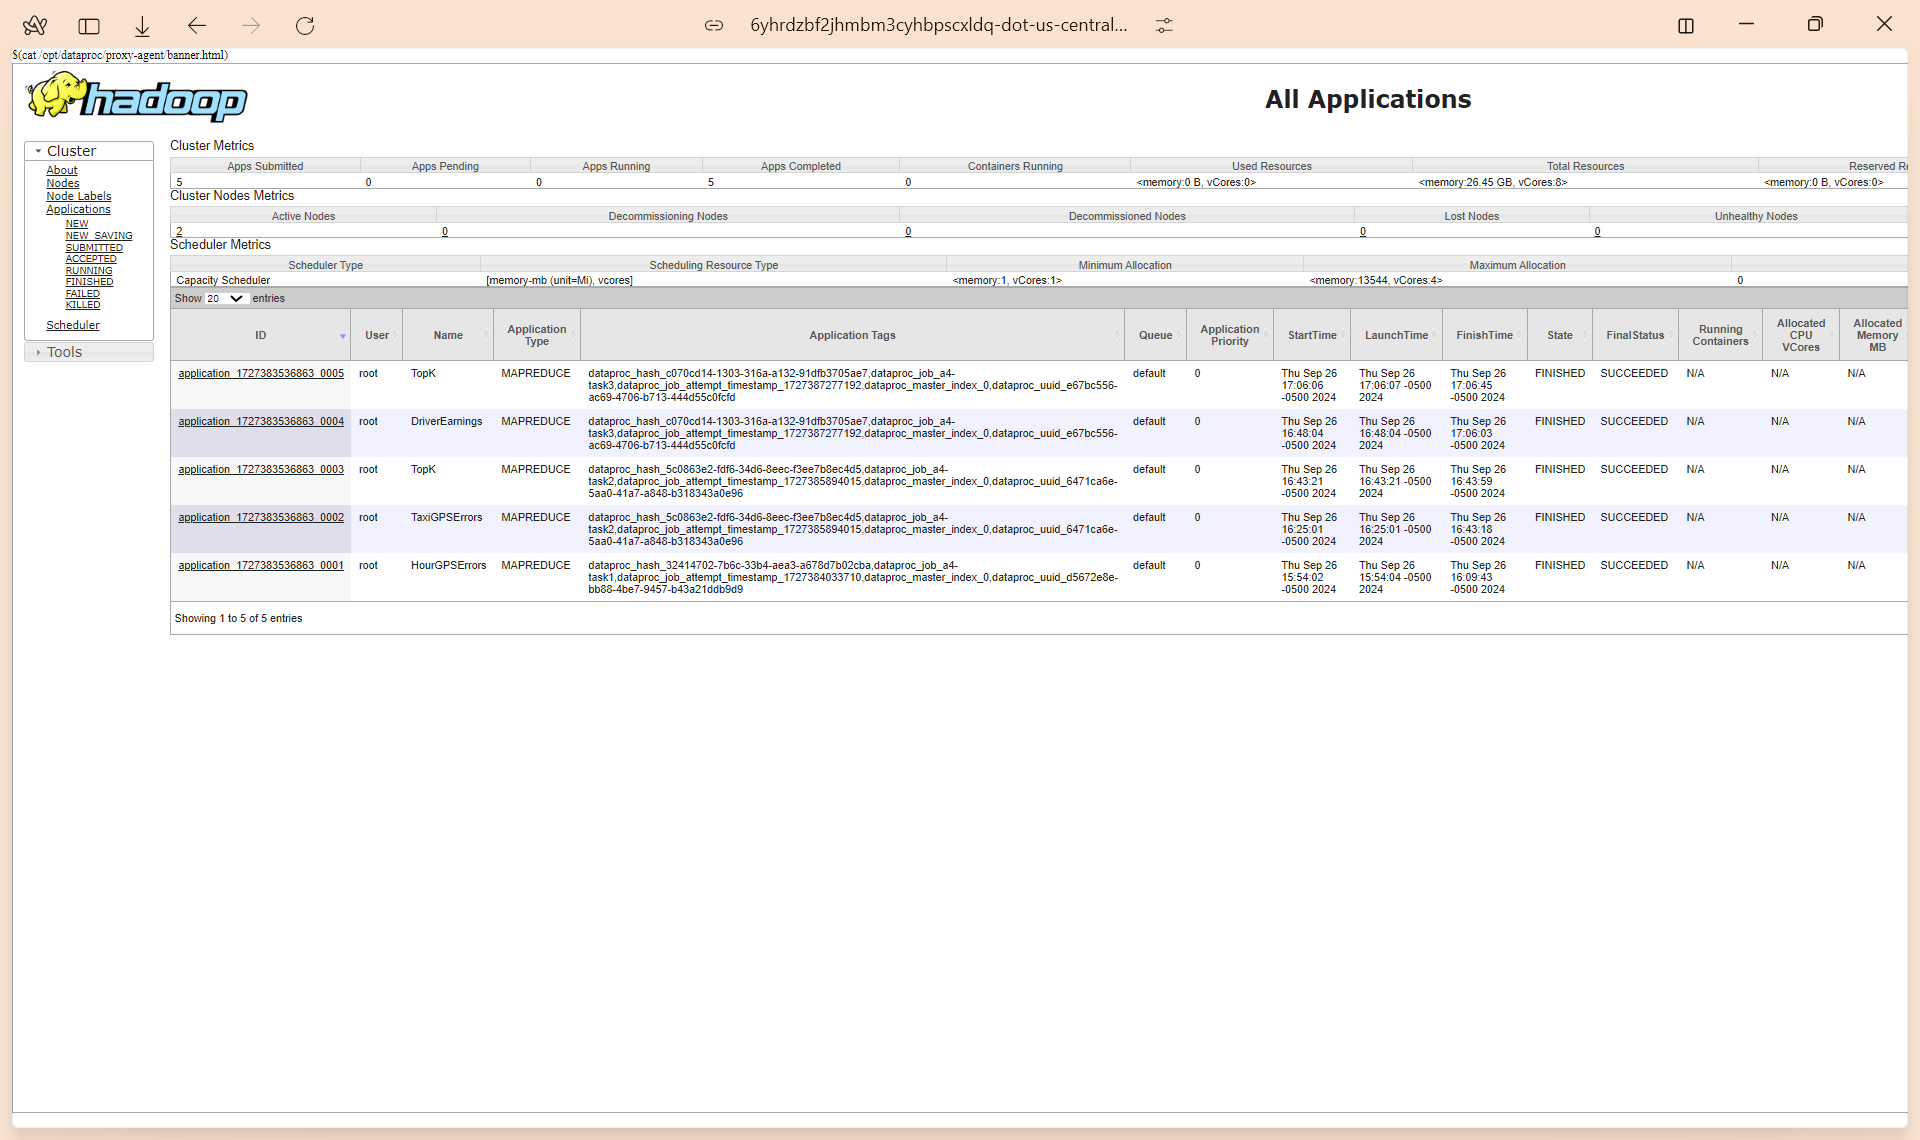 6yhrdzbf2jhmbm3cyhbpscxldq-dot-us-central...
$(cat /opt/dataproc/proxy-agent/banner.html)
hadoop
All Applications
Cluster
About
Nodes
Node Labels
Applications
NEW
NEW_SAVING
SUBMITTED
ACCEPTED
RUNNING
FINISHED
FAILED
KILLED
Scheduler
Tools
Cluster Metrics
Apps Submitted Apps Pending Apps Running Apps Completed Containers Running Used Resources Total Resources Reserved
5 0 0 5 0 <memory:0 B, vCores:0> <memory:26.45 GB, vCores:8> <memory:0 B, vCores:0>
Cluster Nodes Metrics
Active Nodes Decommissioning Nodes Decommissioned Nodes Lost Nodes Unhealthy Nodes
2 0 0 0 0
Scheduler Metrics
Scheduler Type Scheduling Resource Type Minimum Allocation Maximum Allocation
Capacity Scheduler [memory-mb (unit=Mi), vcores] <memory:1, vCores:1> <memory:13544, vCores:4> 0
Show 20 entries
ID User Name Application Type Application Tags Queue Application Priority StartTime LaunchTime FinishTime State FinalStatus Running Containers Allocated CPU VCores Allocated Memory MB
application_1727383536863_0005 root TopK MAPREDUCE dataproc_hash_c070cd14-1303-316a-a132-91dfb3705ae7,dataproc_job_a4- default 0 Thu Sep 26 Thu Sep 26 Thu Sep 26 FINISHED SUCCEEDED N/A N/A N/A
task3,dataproc_job_attempt_timestamp_1727387277192,dataproc_master_index_0,dataproc_uuid_e67bc556- 17:06:06 17:06:07 -0500 17:06:45
ac69-4706-b713-444d55c0fcfd -0500 2024 2024 -0500 2024
application_1727383536863_0004 root DriverEarnings MAPREDUCE dataproc_hash_c070cd14-1303-316a-a132-91dfb3705ae7,dataproc_job_a4- default 0 Thu Sep 26 Thu Sep 26 Thu Sep 26 FINISHED SUCCEEDED N/A N/A N/A
task3,dataproc_job_attempt_timestamp_1727387277192,dataproc_master_index_0,dataproc_uuid_e67bc556- 16:48:04 16:48:04 -0500 17:06:03
ac69-4706-b713-444d55c0fcfd -0500 2024 2024 -0500 2024
application_1727383536863_0003 root TopK MAPREDUCE dataproc_hash_5c0863e2-fdf6-34d6-8eec-f3ee7b8ec4d5,dataproc_job_a4- default 0 Thu Sep 26 Thu Sep 26 Thu Sep 26 FINISHED SUCCEEDED N/A N/A N/A
task2,dataproc_job_attempt_timestamp_1727385894015,dataproc_master_index_0,dataproc_uuid_6471ca6e- 16:43:21 16:43:21 -0500 16:43:59
5aa0-41a7-a848-b318343a0e96 -0500 2024 2024 -0500 2024
application_1727383536863_0002 root TaxiGPSErrors MAPREDUCE dataproc_hash_5c0863e2-fdf6-34d6-8eec-f3ee7b8ec4d5,dataproc_job_a4- default 0 Thu Sep 26 Thu Sep 26 Thu Sep 26 FINISHED SUCCEEDED N/A N/A N/A
task2,dataproc_job_attempt_timestamp_1727385894015,dataproc_master_index_0,dataproc_uuid_6471ca6e- 16:25:01 16:25:01 -0500 16:43:18
5aa0-41a7-a848-b318343a0e96 -0500 2024 2024 -0500 2024
application_1727383536863_0001 root HourGPSErrors MAPREDUCE dataproc_hash_32414702-7b6c-33b4-aea3-a678d7b02cba,dataproc_job_a4- default 0 Thu Sep 26 Thu Sep 26 Thu Sep 26 FINISHED SUCCEEDED N/A N/A N/A
task1,dataproc_job_attempt_timestamp_1727384033710,dataproc_master_index_0,dataproc_uuid_d5672e8e- 15:54:02 15:54:04 -0500 16:09:43
bb88-4be7-9457-b43a21ddb9d9 -0500 2024 2024 -0500 2024
Showing 1 to 5 of 5 entries